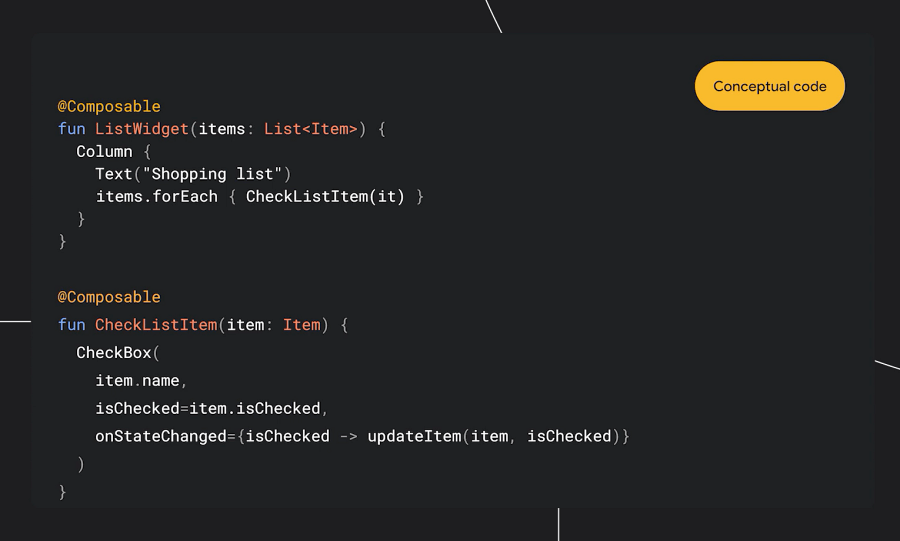 Conceptual code
@Composable
fun ListWidget(items: List<Item>) {
  Column {
    Text("Shopping list")
    items.forEach { CheckListItem(it) }
  }
}
@Composable
fun CheckListItem(item: Item) {
  CheckBox(
    item.name,
    isChecked=item.isChecked,
    onStateChanged={isChecked -> updateItem(item, isChecked)}
  )
}